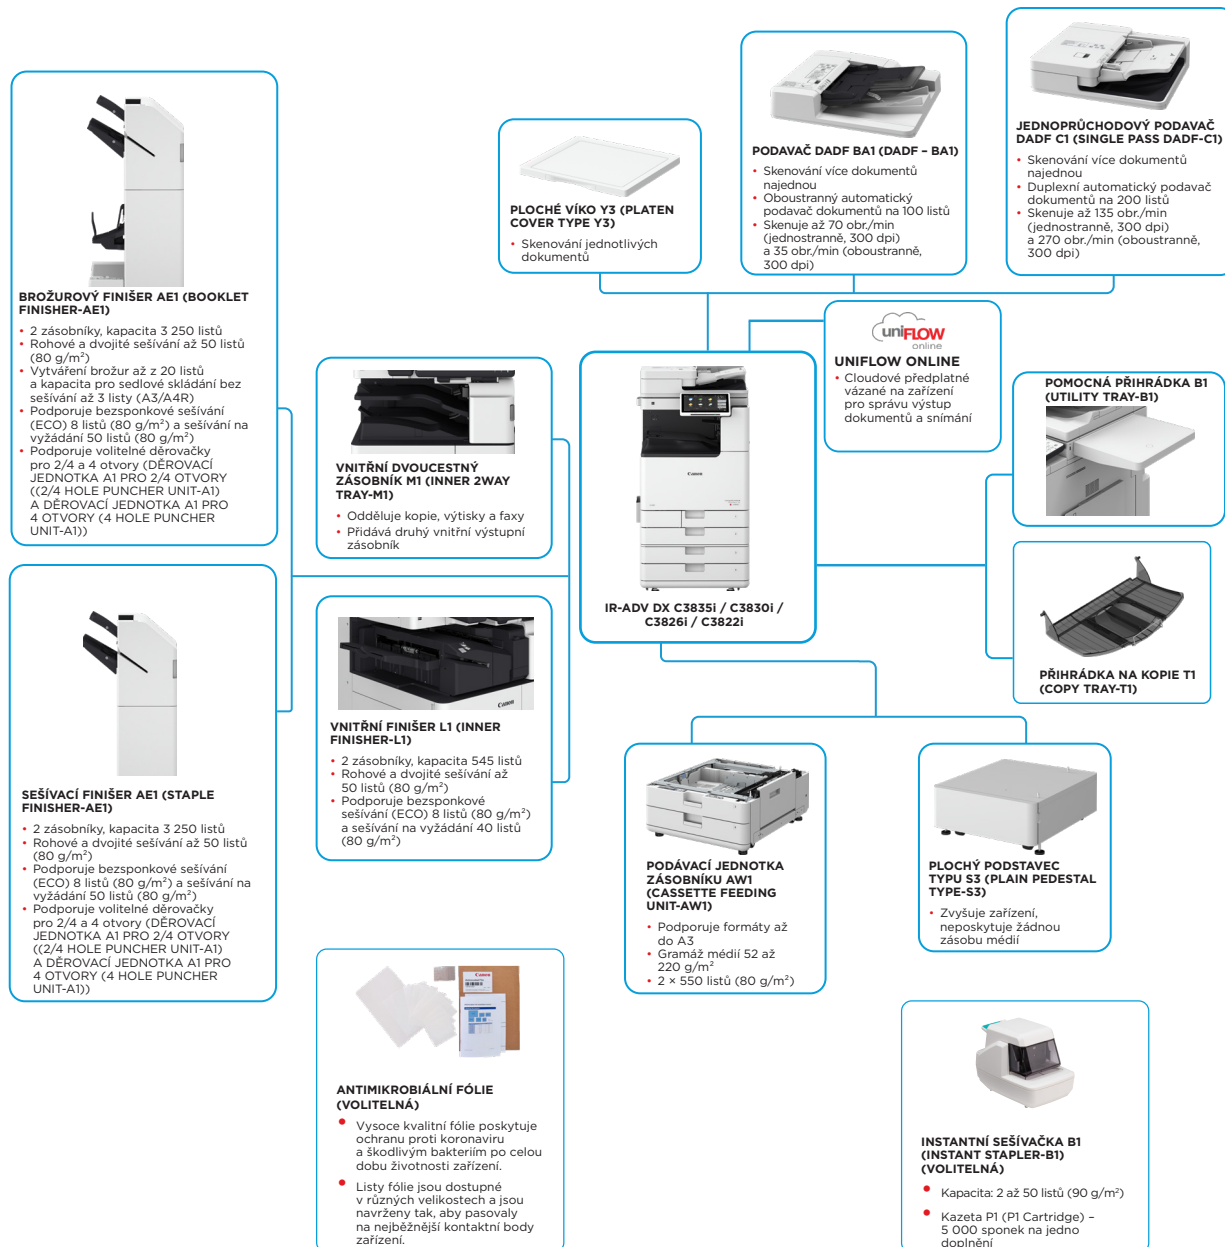 BROŽUROVÝ FINIŠER AE1 (BOOKLET
FINISHER-AE1)
• 2 zásobníky, kapacita 3 250 listů
• Rohové a dvojité sešívání až 50 listů
(80 g/m²)
• Vytváření brožur až z 20 listů
a kapacita pro sedlové skládání bez
sešívání až 3 listy (A3/A4R)
• Podporuje bezsponkové sešívání
(ECO) 8 listů (80 g/m²) a sešívání na
vyžádání 50 listů (80 g/m²)
• Podporuje volitelné děrovačky
pro 2/4 a 4 otvory (DĚROVACÍ
JEDNOTKA A1 PRO 2/4 OTVORY
((2/4 HOLE PUNCHER UNIT-A1)
A DĚROVACÍ JEDNOTKA A1 PRO
4 OTVORY (4 HOLE PUNCHER
UNIT-A1))
SEŠÍVACÍ FINIŠER AE1 (STAPLE
FINISHER-AE1)
• 2 zásobníky, kapacita 3 250 listů
• Rohové a dvojité sešívání až 50 listů
(80 g/m²)
• Podporuje bezsponkové sešívání
(ECO) 8 listů (80 g/m²) a sešívání na
vyžádání 50 listů (80 g/m²)
• Podporuje volitelné děrovačky
pro 2/4 a 4 otvory (DĚROVACÍ
JEDNOTKA A1 PRO 2/4 OTVORY
((2/4 HOLE PUNCHER UNIT-A1)
A DĚROVACÍ JEDNOTKA A1 PRO
4 OTVORY (4 HOLE PUNCHER
UNIT-A1))
PLOCHÉ VÍKO Y3 (PLATEN
COVER TYPE Y3)
• Skenování jednotlivých
dokumentů
PODAVAČ DADF BA1 (DADF – BA1)
• Skenování více dokumentů
najednou
• Oboustranný automatický
podavač dokumentů na 100 listů
• Skenuje až 70 obr./min
(jednostranně, 300 dpi)
a 35 obr./min (oboustranně,
300 dpi)
JEDNOPRŮCHODOVÝ PODAVAČ
DADF C1 (SINGLE PASS DADF-C1)
• Skenování více dokumentů
najednou
• Duplexní automatický podavač
dokumentů na 200 listů
• Skenuje až 135 obr./min
(jednostranně, 300 dpi)
a 270 obr./min (oboustranně,
300 dpi)
VNITŘNÍ DVOUCESTNÝ
ZÁSOBNÍK M1 (INNER 2WAY
TRAY-M1)
• Odděluje kopie, výtisky a faxy
• Přidává druhý vnitřní výstupní
zásobník
Canon
VNITŘNÍ FINIŠER L1 (INNER
FINISHER-L1)
• 2 zásobníky, kapacita 545 listů
• Rohové a dvojité sešívání až
50 listů (80 g/m²)
• Podporuje bezsponkové
sešívání (ECO) 8 listů (80 g/m²)
a sešívání na vyžádání 40 listů
(80 g/m²)
Canon
IR-ADV DX C3835i / C3830i /
C3826i / C3822i
uniFLOW
online
UNIFLOW ONLINE
• Cloudové předplatné
vázané na zařízení
pro správu výstup
dokumentů a snímání
POMOCNÁ PŘIHRÁDKA B1
(UTILITY TRAY-B1)
PŘIHRÁDKA NA KOPIE T1
(COPY TRAY-T1)
PODÁVACÍ JEDNOTKA
ZÁSOBNÍKU AW1
(CASSETTE FEEDING
UNIT-AW1)
• Podporuje formáty až
do A3
• Gramáž médií 52 až
220 g/m²
• 2 × 550 listů (80 g/m²)
PLOCHÝ PODSTAVEC
TYPU S3 (PLAIN PEDESTAL
TYPE-S3)
• Zvyšuje zařízení,
neposkytuje žádnou
zásobu médií
Canon
ANTIMIKROBIÁLNÍ FÓLIE
(VOLITELNÁ)
• Vysoce kvalitní fólie poskytuje
ochranu proti koronaviru
a škodlivým bakteriím po celou
dobu životnosti zařízení.
• Listy fólie jsou dostupné
v různých velikostech a jsou
navrženy tak, aby pasovaly
na nejběžnější kontaktní body
zařízení.
INSTANTNÍ SEŠÍVAČKA B1
(INSTANT STAPLER-B1)
(VOLITELNÁ)
• Kapacita: 2 až 50 listů (90 g/m²)
• Kazeta P1 (P1 Cartridge) –
5 000 sponek na jedno
doplnění